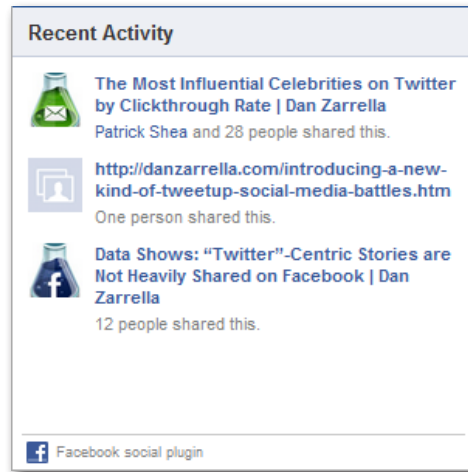 Recent Activity
The Most Influential Celebrities on Twitter
by Clickthrough Rate | Dan Zarrella
Patrick Shea and 28 people shared this.
http://danzarrella.com/introducing-a-new-
kind-of-tweetup-social-media-battles.htm
One person shared this.
Data Shows: “Twitter”-Centric Stories are
Not Heavily Shared on Facebook | Dan
Zarrella
12 people shared this.
Facebook social plugin